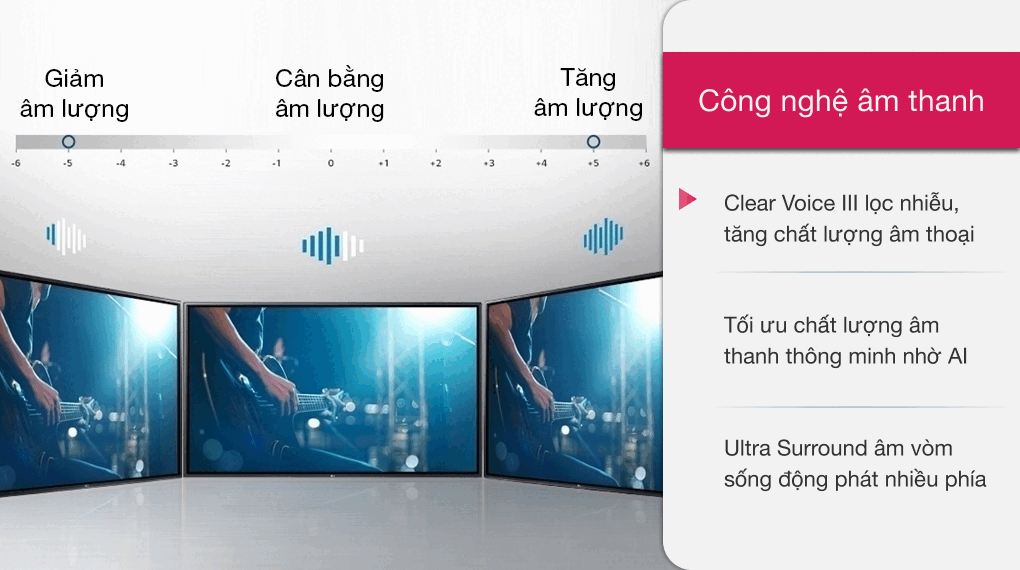 Giảm
âm lượng
Cân bằng
âm lượng
Tăng
âm lượng
-6 -5 -4 -3 -2 -1 0 +1 +2 +3 +4 +5 +6
Công nghệ âm thanh
Clear Voice III lọc nhiễu,
tăng chất lượng âm thoại
Tối ưu chất lượng âm
thanh thông minh nhờ AI
Ultra Surround âm vòm
sống động phát nhiều phía